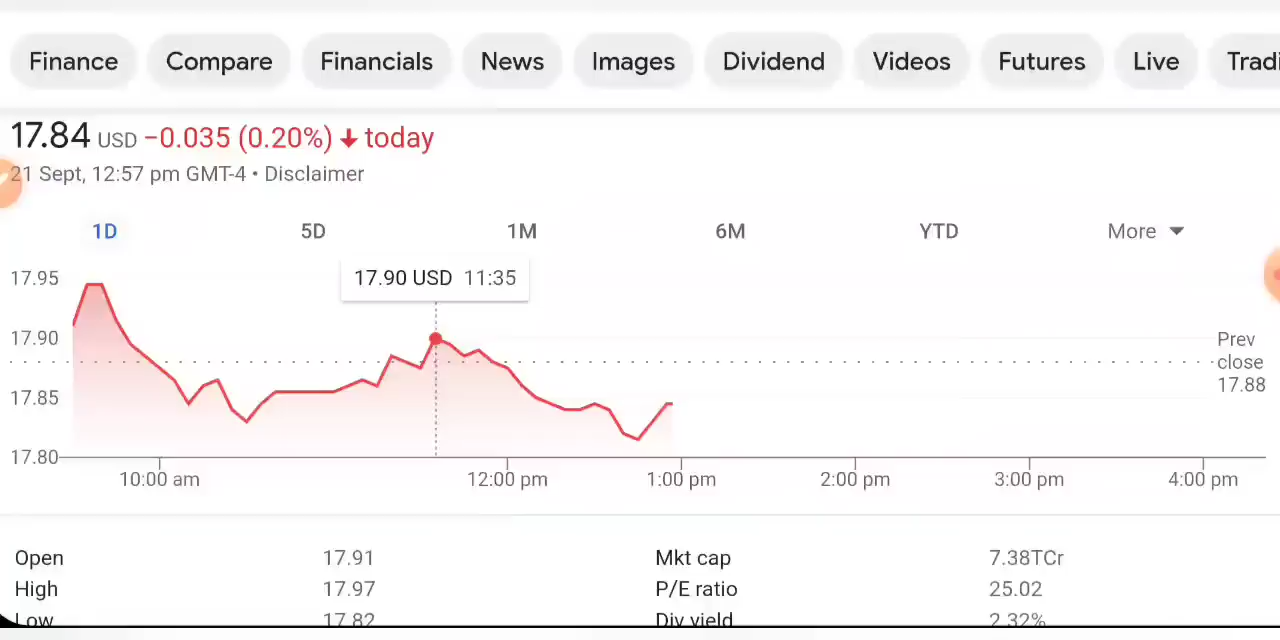 Finance Compare Financials News Images Dividend Videos Futures Live Tradi
17.84 USD −0.035 (0.20%) ↓ today
21 Sept, 12:57 pm GMT-4 • Disclaimer
1D 5D 1M 6M YTD More
17.90 USD 11:35
17.95
17.90
17.85
17.80
Prev
close
17.88
10:00 am 12:00 pm 1:00 pm 2:00 pm 3:00 pm 4:00 pm
Open 17.91 Mkt cap 7.38TCr
High 17.97 P/E ratio 25.02
Low 17.82 Div yield 2.32%